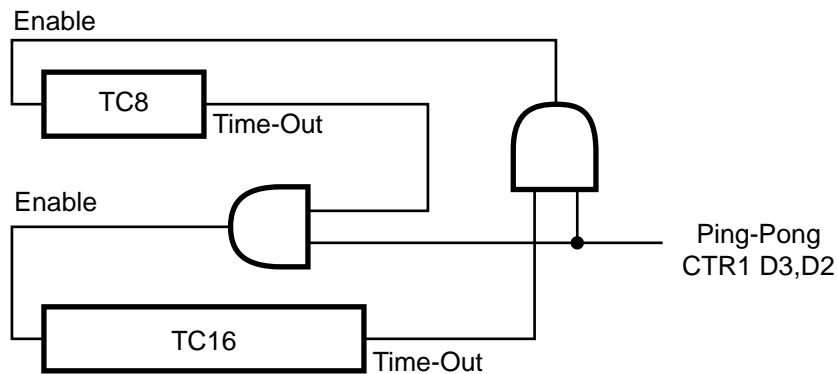 Enable
TC8
Time-Out
Enable
Ping-Pong
CTR1 D3,D2
TC16
Time-Out